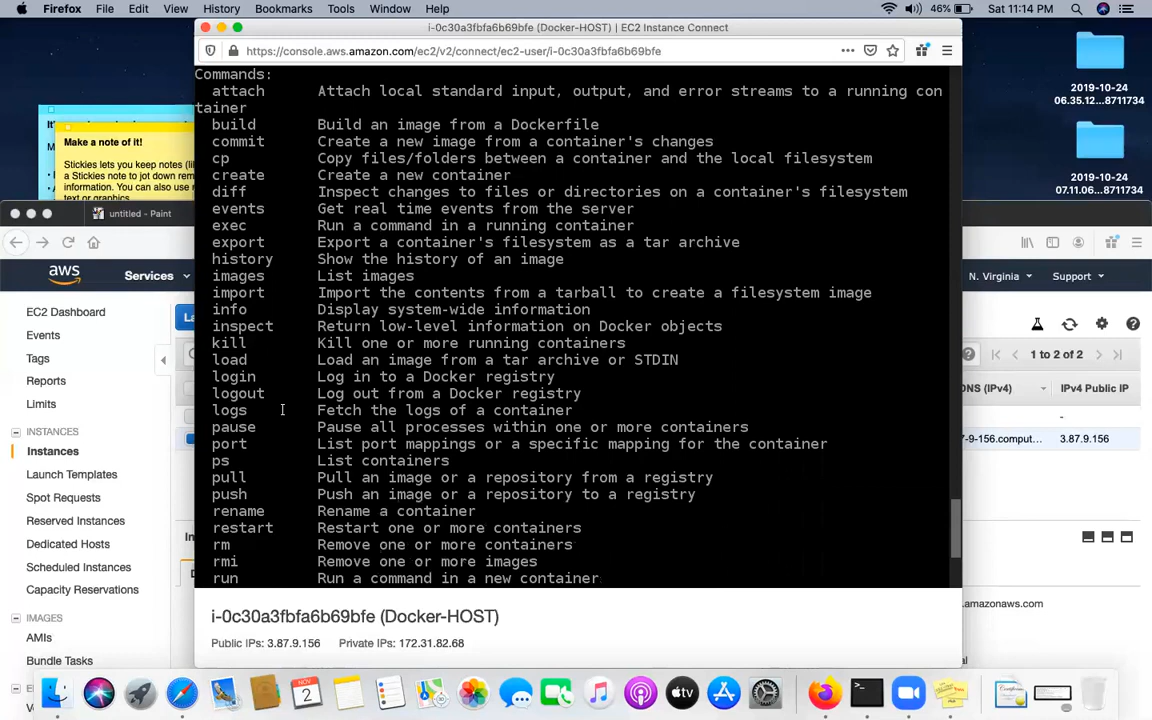 Firefox File Edit View History Bookmarks Tools Window Help
46% Sat 11:14 PM
i-0c30a3fbfa6b69bfe (Docker-HOST) | EC2 Instance Connect
https://console.aws.amazon.com/ec2/v2/connect/ec2-user/i-0c30a3fbfa6b69bfe
Commands:
attach Attach local standard input, output, and error streams to a running con
tainer
build Build an image from a Dockerfile
commit Create a new image from a container's changes
cp Copy files/folders between a container and the local filesystem
create Create a new container
diff Inspect changes to files or directories on a container's filesystem
events Get real time events from the server
exec Run a command in a running container
export Export a container's filesystem as a tar archive
history Show the history of an image
images List images
import Import the contents from a tarball to create a filesystem image
info Display system-wide information
inspect Return low-level information on Docker objects
kill Kill one or more running containers
load Load an image from a tar archive or STDIN
login Log in to a Docker registry
logout Log out from a Docker registry
logs Fetch the logs of a container
pause Pause all processes within one or more containers
port List port mappings or a specific mapping for the container
ps List containers
pull Pull an image or a repository from a registry
push Push an image or a repository to a registry
rename Rename a container
restart Restart one or more containers
rm Remove one or more containers
rmi Remove one or more images
run Run a command in a new container
i-0c30a3fbfa6b69bfe (Docker-HOST)
Public IPs: 3.87.9.156 Private IPs: 172.31.82.68
2019-10-24
06.35.12...8711734
2019-10-24
07.11.06...8711734
Make a note of it!
Stickies lets you keep notes (li
a Stickies note to jot down rem
information. You can also use n
text or graphics.
untitled - Paint
aws Services
N. Virginia Support
EC2 Dashboard
Events
Tags
Reports
Limits
INSTANCES
Instances
Launch Templates
Spot Requests
Reserved Instances
Dedicated Hosts
Scheduled Instances
Capacity Reservations
IMAGES
AMIs
Bundle Tasks
La
1 to 2 of 2
NS (IPv4) IPv4 Public IP
-
7-9-156.comput... 3.87.9.156
In
D
.amazonaws.com
al
NOV
2
tv